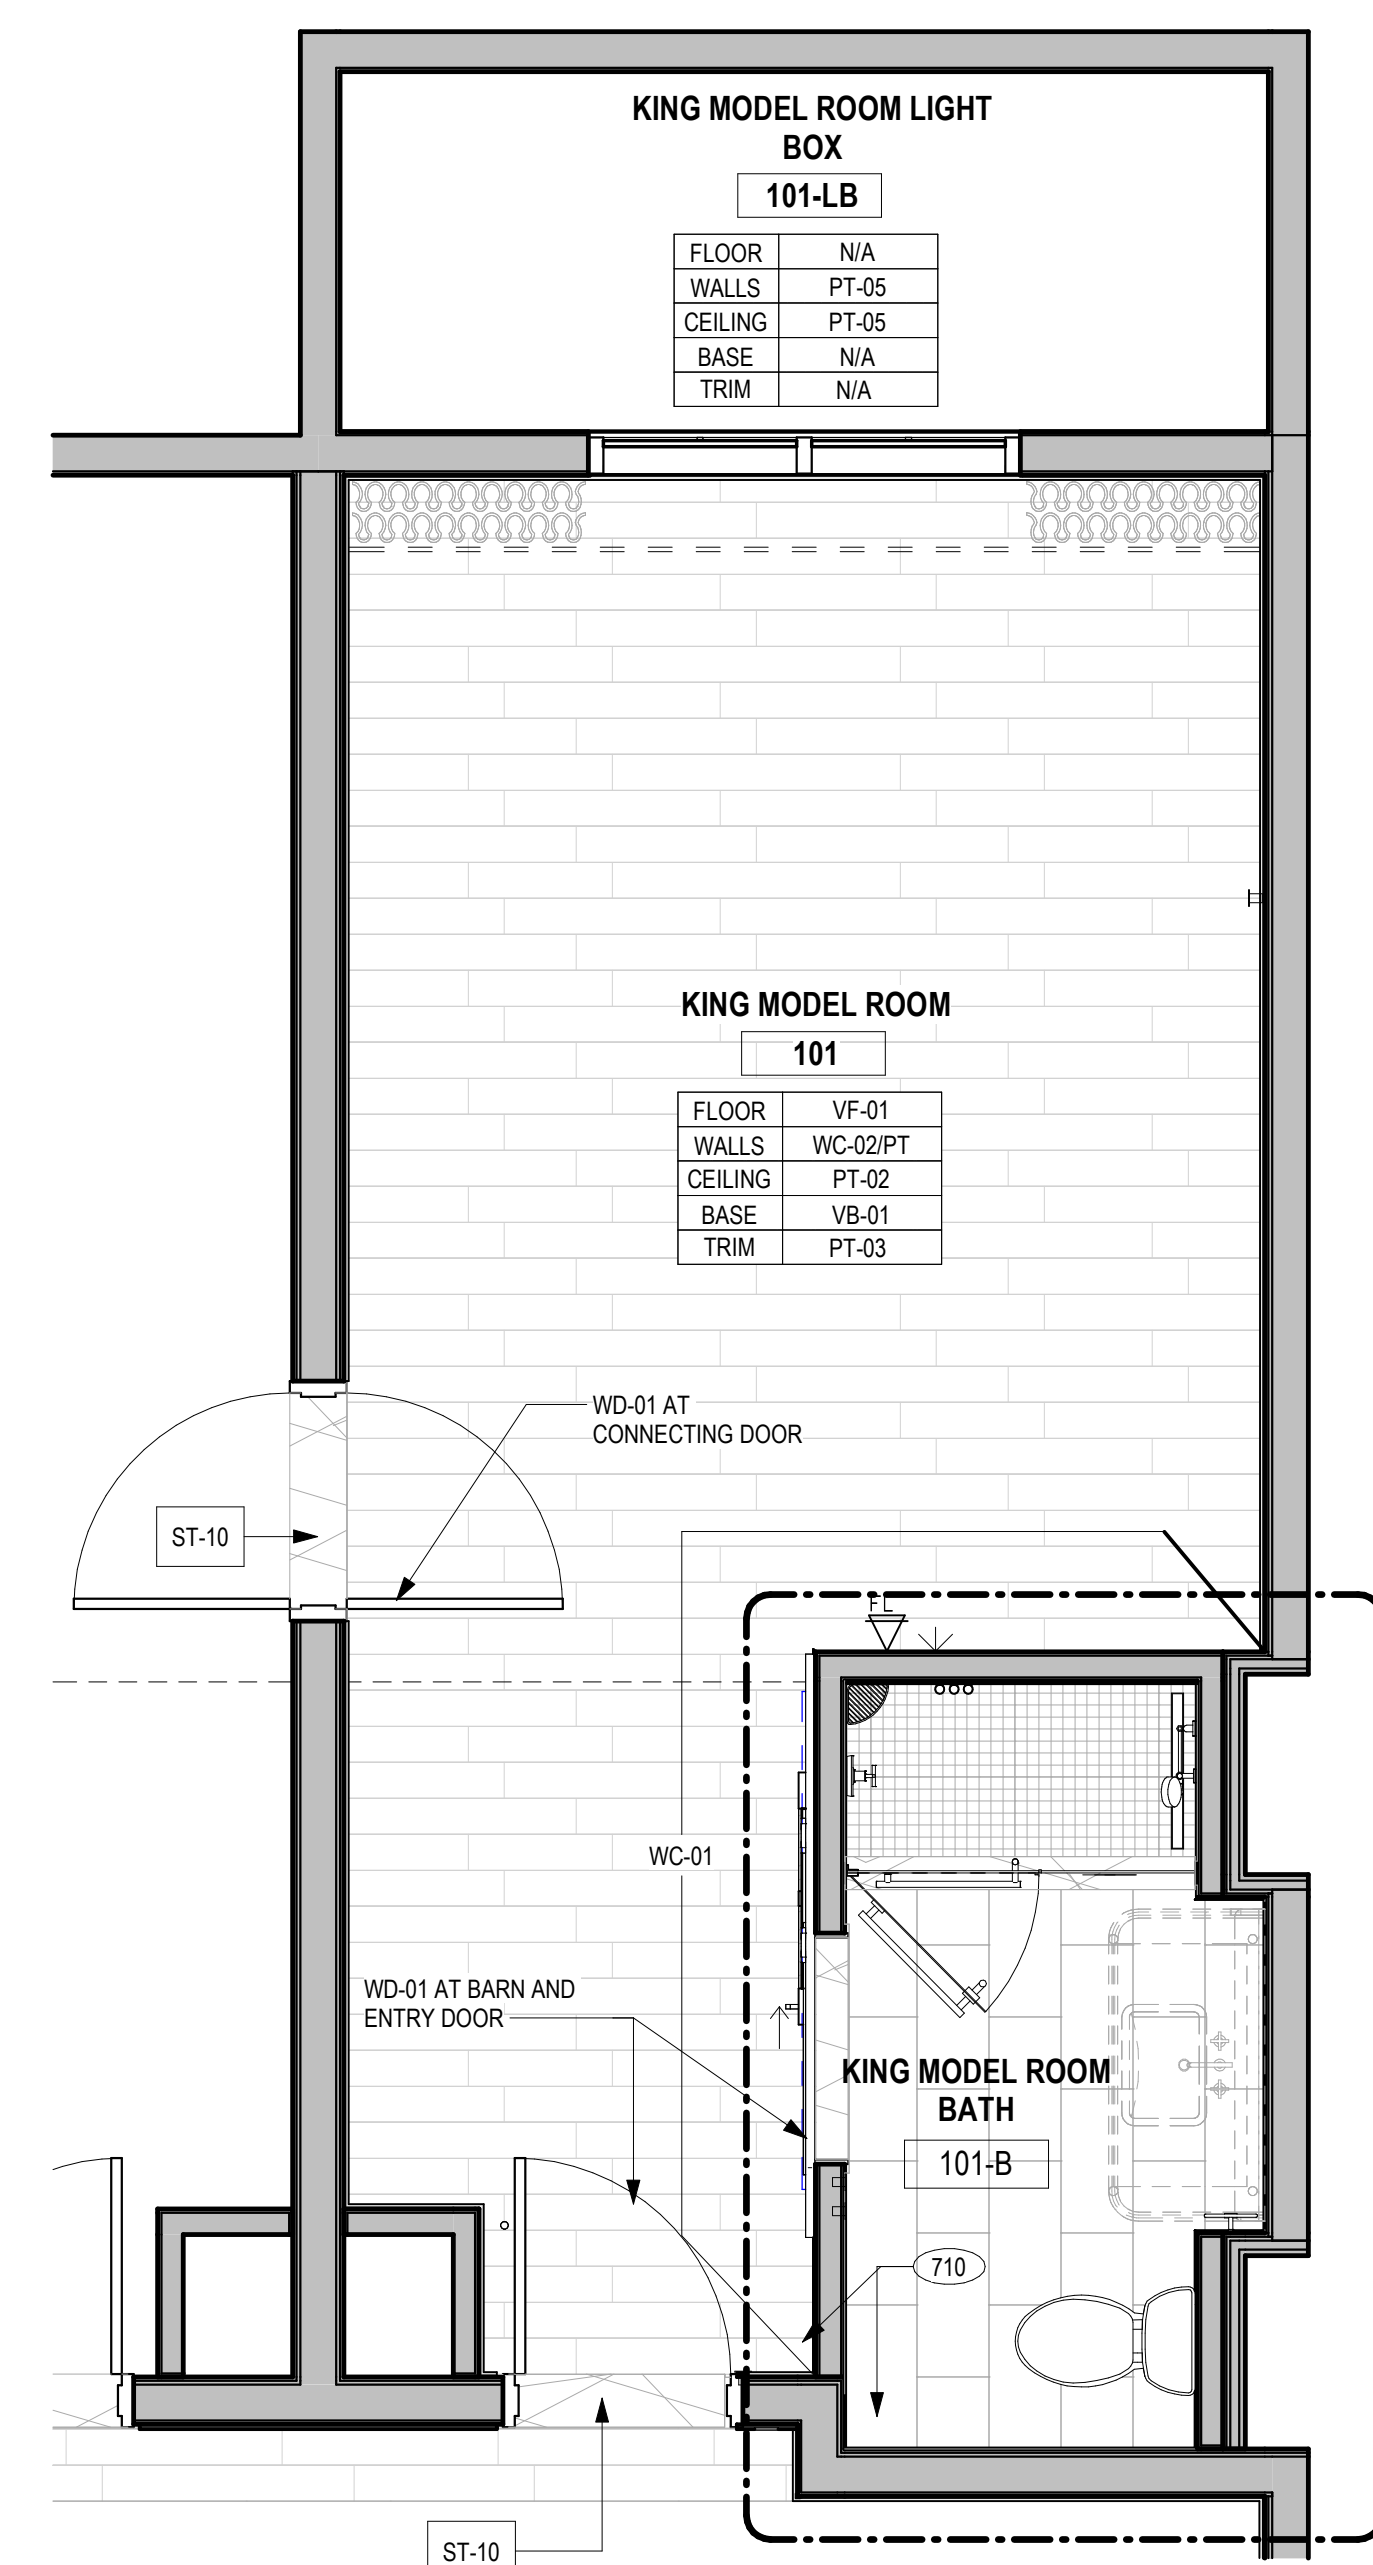 KING MODEL ROOM LIGHT
BOX
101-LB
FLOOR N/A
WALLS PT-05
CEILING PT-05
BASE N/A
TRIM N/A
KING MODEL ROOM
101
FLOOR VF-01
WALLS WC-02/PT
CEILING PT-02
BASE VB-01
TRIM PT-03
WD-01 AT
CONNECTING DOOR
ST-10
FL
WC-01
WD-01 AT BARN AND
ENTRY DOOR
KING MODEL ROOM
BATH
101-B
710
ST-10